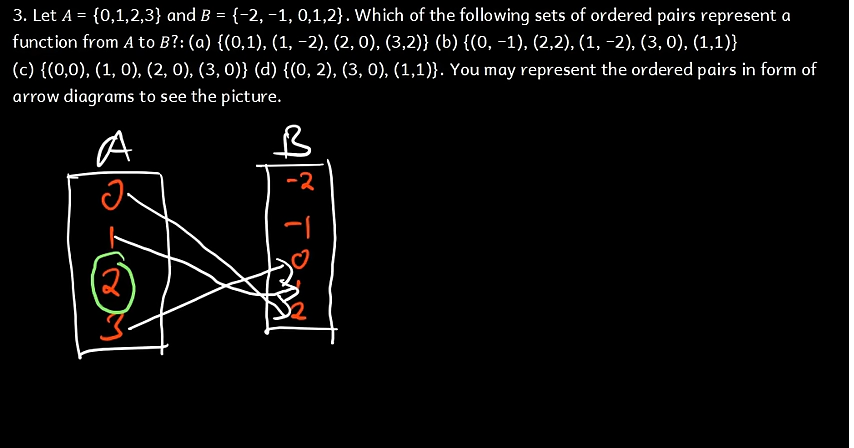 3. Let A = {0,1,2,3} and B = {−2, −1, 0,1,2}. Which of the following sets of ordered pairs represent a
function from A to B?: (a) {(0,1), (1, −2), (2, 0), (3,2)} (b) {(0, −1), (2,2), (1, −2), (3, 0), (1,1)}
(c) {(0,0), (1, 0), (2, 0), (3, 0)} (d) {(0, 2), (3, 0), (1,1)}. You may represent the ordered pairs in form of
arrow diagrams to see the picture.
A B
0 -2
1 -1
2 0
3 1
2